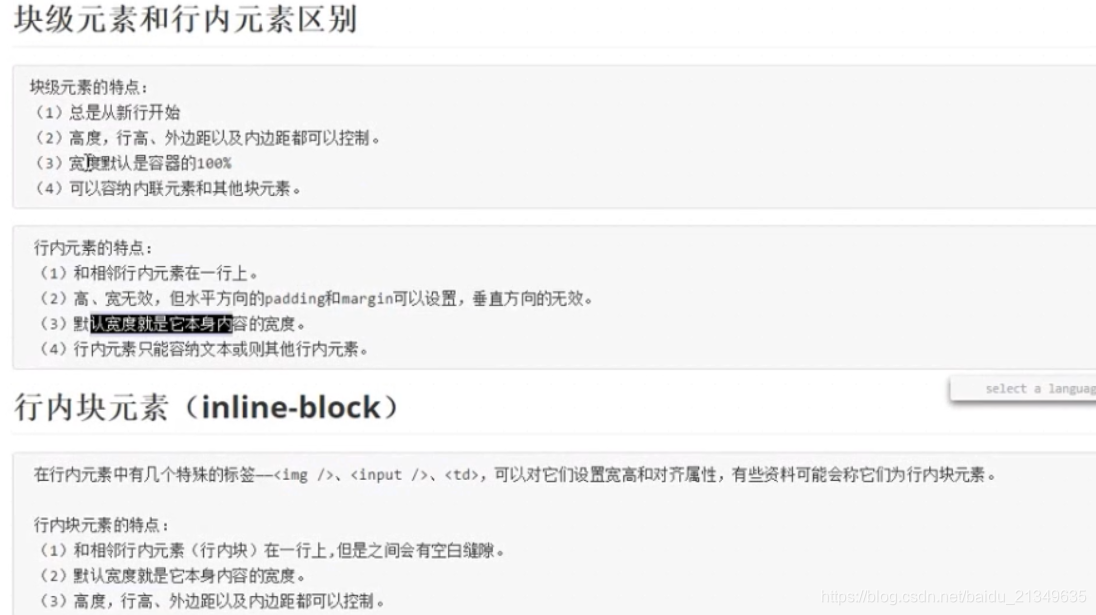 块级元素和行内元素区别
块级元素的特点:
（1）总是从新行开始
（2）高度，行高、外边距以及内边距都可以控制。
（3）宽度默认是容器的100%
（4）可以容纳内联元素和其他块元素。
行内元素的特点:
（1）和相邻行内元素在一行上。
（2）高、宽无效，但水平方向的padding和margin可以设置，垂直方向的无效。
（3）默认宽度就是它本身内容的宽度。
（4）行内元素只能容纳文本或则其他行内元素。
select a languag
行内块元素（inline-block）
在行内元素中有几个特殊的标签——<img />、<input />、<td>，可以对它们设置宽高和对齐属性，有些资料可能会称它们为行内块元素。
行内块元素的特点:
（1）和相邻行内元素（行内块）在一行上,但是之间会有空白缝隙。
（2）默认宽度就是它本身内容的宽度。
（3）高度，行高、外边距以及内边距都可以控制。
https://blog.csdn.net/baidu_21349635